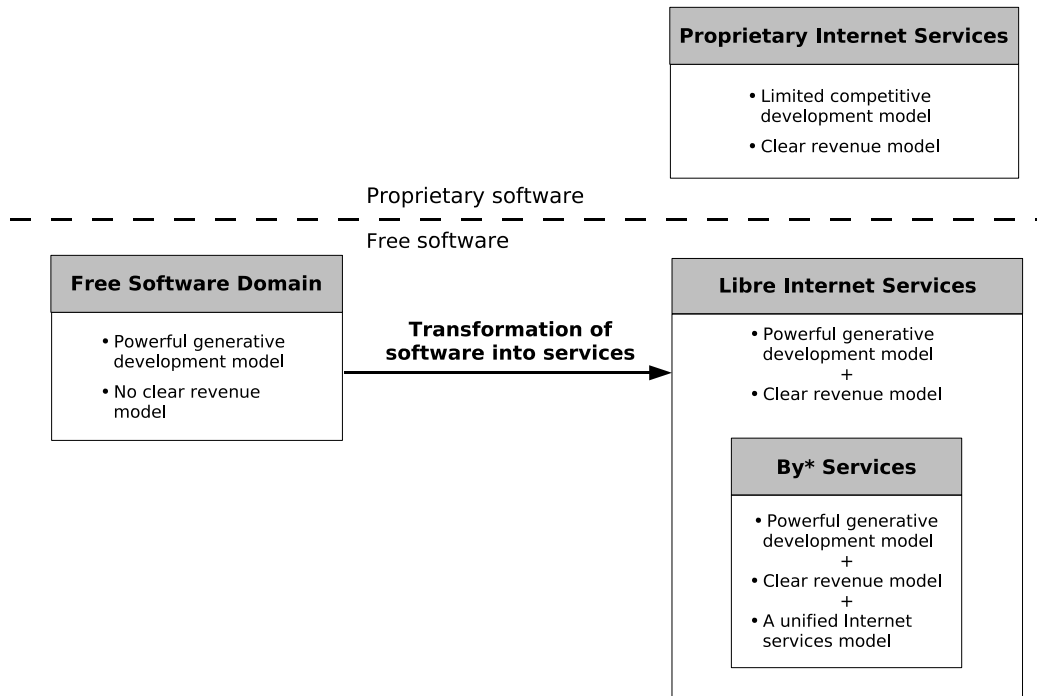 Proprietary Internet Services
• Limited competitive
development model
• Clear revenue model
Proprietary software
Free software
Free Software Domain
• Powerful generative
development model
• No clear revenue
model
Transformation of
software into services
Libre Internet Services
• Powerful generative
development model
+
• Clear revenue model
By* Services
• Powerful generative
development model
+
• Clear revenue model
+
• A unified Internet
services model